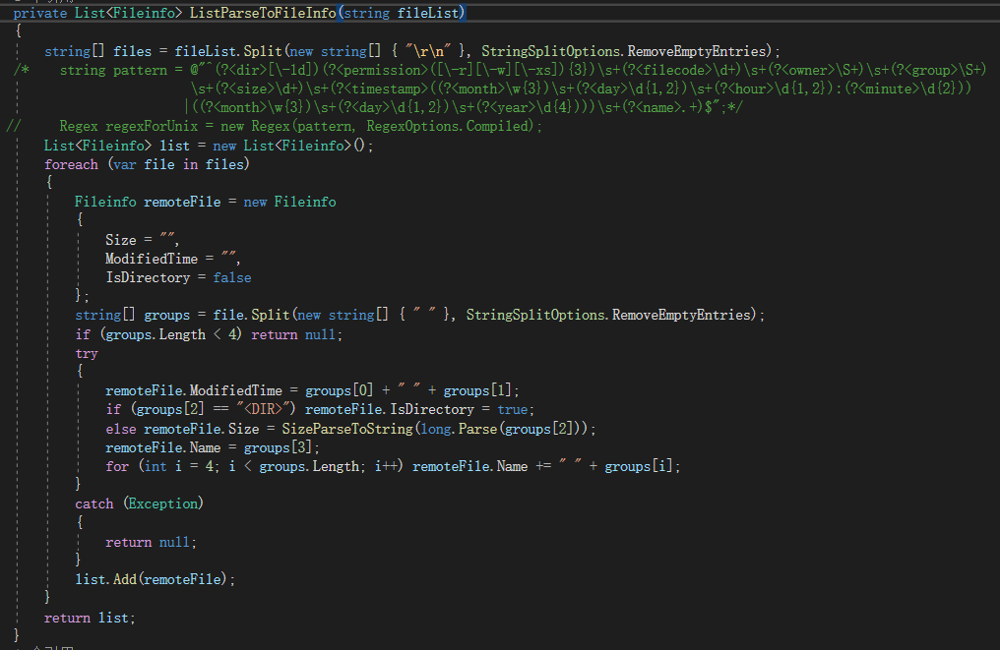 private List<Fileinfo> ListParseToFileInfo(string fileList)
{
string[] files = fileList.Split(new string[] { "\r\n" }, StringSplitOptions.RemoveEmptyEntries);
/* string pattern = @"^(?<dir>[\-ld])(?<permission>([\-r][\-w][\-xs]){3})\s+(?<filecode>\d+)\s+(?<owner>\S+)\s+(?<group>\S+)
\s+(?<size>\d+)\s+(?<timestamp>((?<month>\w{3})\s+(?<day>\d{1,2})\s+(?<hour>\d{1,2}):(?<minute>\d{2}))
|((?<month>\w{3})\s+(?<day>\d{1,2})\s+(?<year>\d{4})))\s+(?<name>.+)$";*/
// Regex regexForUnix = new Regex(pattern, RegexOptions.Compiled);
List<Fileinfo> list = new List<Fileinfo>();
foreach (var file in files)
{
Fileinfo remoteFile = new Fileinfo
{
Size = "",
ModifiedTime = "",
IsDirectory = false
};
string[] groups = file.Split(new string[] { " " }, StringSplitOptions.RemoveEmptyEntries);
if (groups.Length < 4) return null;
try
{
remoteFile.ModifiedTime = groups[0] + " " + groups[1];
if (groups[2] == "<DIR>") remoteFile.IsDirectory = true;
else remoteFile.Size = SizeParseToString(long.Parse(groups[2]));
remoteFile.Name = groups[3];
for (int i = 4; i < groups.Length; i++) remoteFile.Name += " " + groups[i];
}
catch (Exception)
{
return null;
}
list.Add(remoteFile);
}
return list;
}